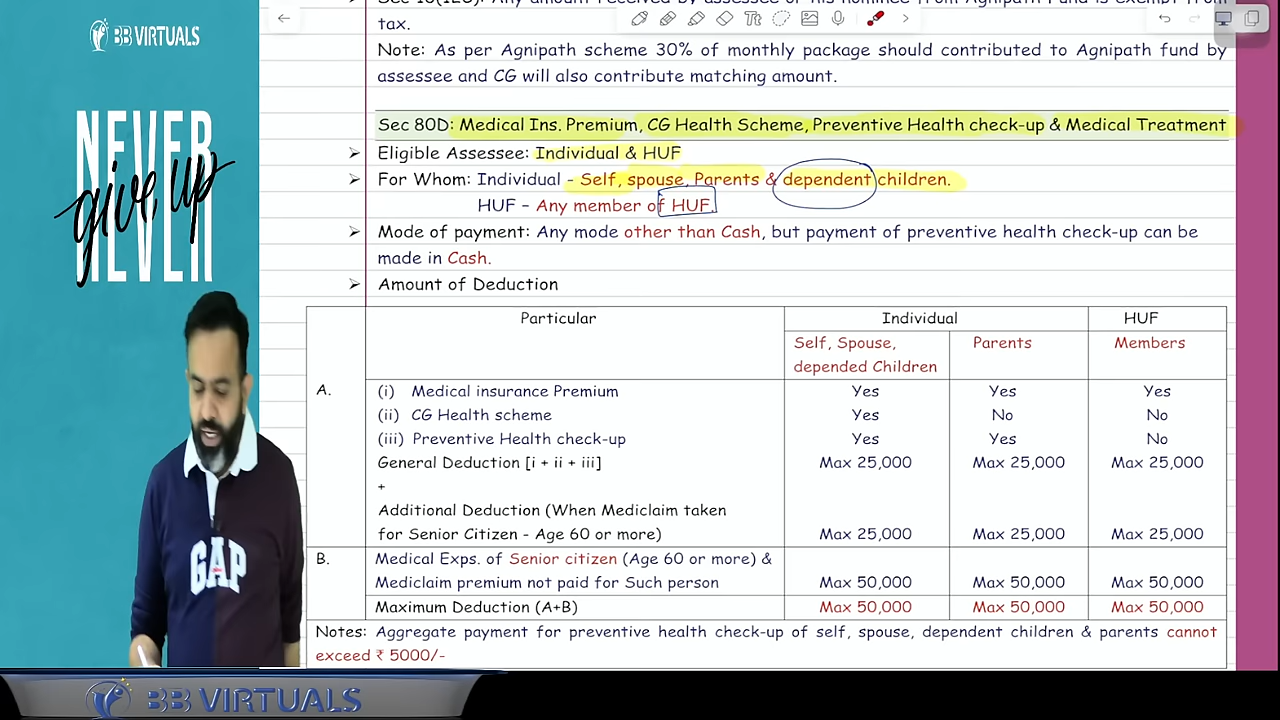 BB VIRTUALS
NEVER
give up
NEVER
GAP
tax.
Note: As per Agnipath scheme 30% of monthly package should contributed to Agnipath fund by
assessee and CG will also contribute matching amount.
Sec 80D: Medical Ins. Premium, CG Health Scheme, Preventive Health check-up & Medical Treatment
➢ Eligible Assessee: Individual & HUF
➢ For Whom: Individual - Self, spouse, Parents & dependent children.
HUF – Any member of HUF.
➢ Mode of payment: Any mode other than Cash, but payment of preventive health check-up can be
made in Cash.
➢ Amount of Deduction
Particular Individual HUF
Self, Spouse, Parents Members
depended Children
A. (i) Medical insurance Premium Yes Yes Yes
(ii) CG Health scheme Yes No No
(iii) Preventive Health check-up Yes Yes No
General Deduction [i + ii + iii] Max 25,000 Max 25,000 Max 25,000
+
Additional Deduction (When Mediclaim taken
for Senior Citizen - Age 60 or more) Max 25,000 Max 25,000 Max 25,000
B. Medical Exps. of Senior citizen (Age 60 or more) &
Mediclaim premium not paid for Such person Max 50,000 Max 50,000 Max 50,000
Maximum Deduction (A+B) Max 50,000 Max 50,000 Max 50,000
Notes: Aggregate payment for preventive health check-up of self, spouse, dependent children & parents cannot
exceed ₹ 5000/-
BB VIRTUALS